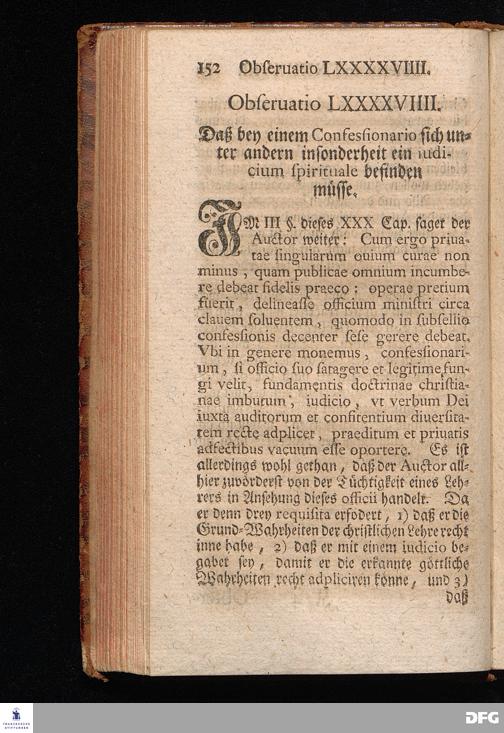 152 Obſeruatio LXXXXVIIII.
Obſeruatio LXXXXVIIII.
Daß bey einem Confeſſionario ſich un-
ter andern inſonderheit ein iudi-
cium ſpirituale befinden
müſſe.
IM III §. dieſes XXX Cap. ſaget der
Auctor weiter: Cum ergo priua-
tae ſingularum ouium curae non
minus, quam publicae omnium incumbe-
re debeat fidelis praeco: operae pretium
fuerit, delineaſſe officium miniſtri circa
clauem ſoluentem, quomodo in ſubſellio
confeſſionis decenter ſeſe gerere debeat.
Vbi in genere monemus, confeſſionari-
um, ſi officio ſuo ſatagere et legitime fun-
gi velit, fundamentis doctrinae chriſtia-
nae imbutum, iudicio, vt verbum Dei
iuxta auditorum et confitentium diuerſita-
tem recte adplicet, praeditum et priuatis
adfectibus vacuum eſſe oportere. Es iſt
allerdings wohl gethan, daß der Auctor all-
hier zuvörderſt von der Tüchtigkeit eines Leh-
rers in Anſehung dieſes officii handelt. Da
er denn drey requiſita erfodert, 1) daß er die
Grund-Wahrheiten der chriſtlichen Lehre recht
inne habe, 2) daß er mit einem iudicio be-
gabet ſey, damit er die erkannte göttliche
Wahrheiten recht adpliciren könne, und 3)
daß
FRANCKESCHE
STIFTUNGEN
DFG